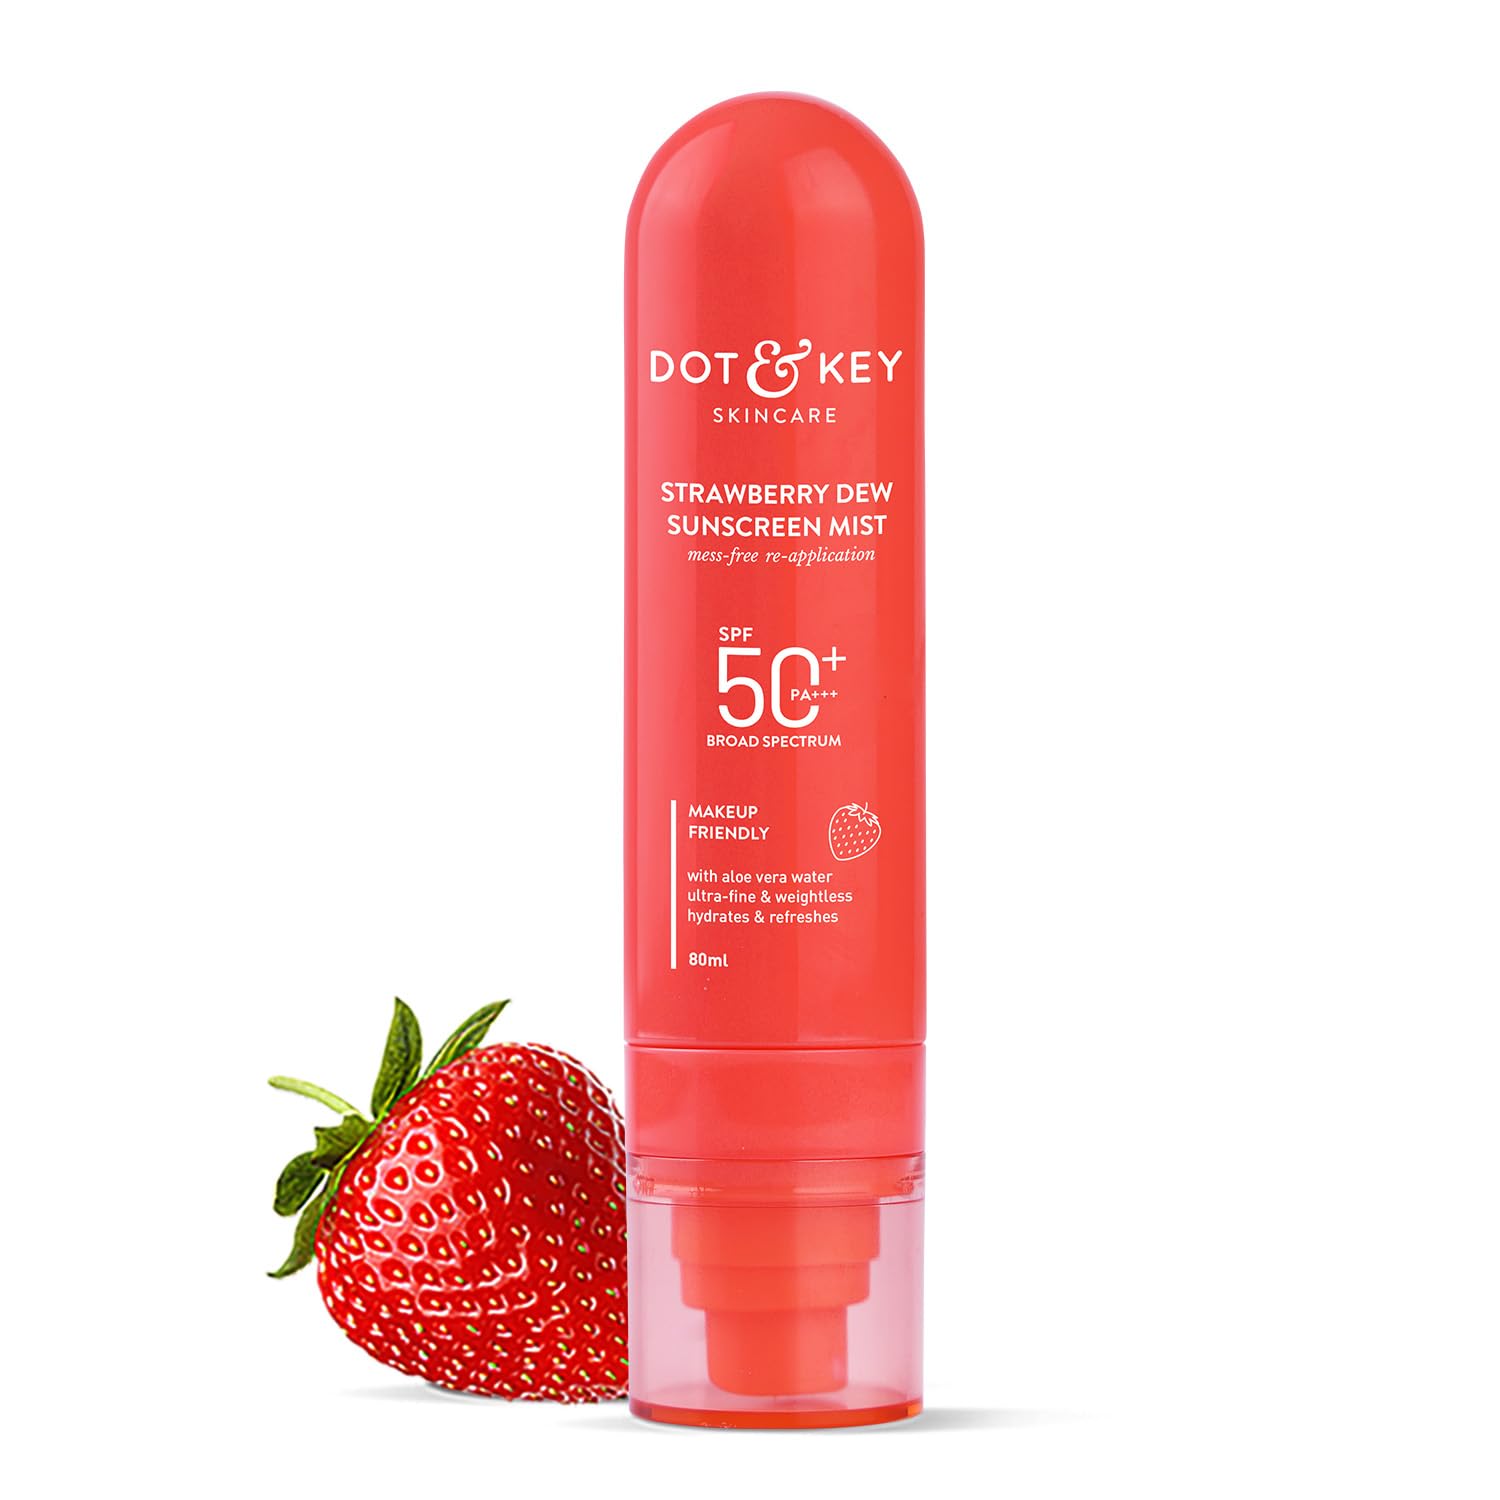 DOT & KEY
SKINCARE
STRAWBERRY DEW
SUNSCREEN MIST
mess-free re-application
SPF
50+
PA+++
BROAD SPECTRUM
MAKEUP
FRIENDLY
with aloe vera water
ultra-fine & weightless
hydrates & refreshes
80ml